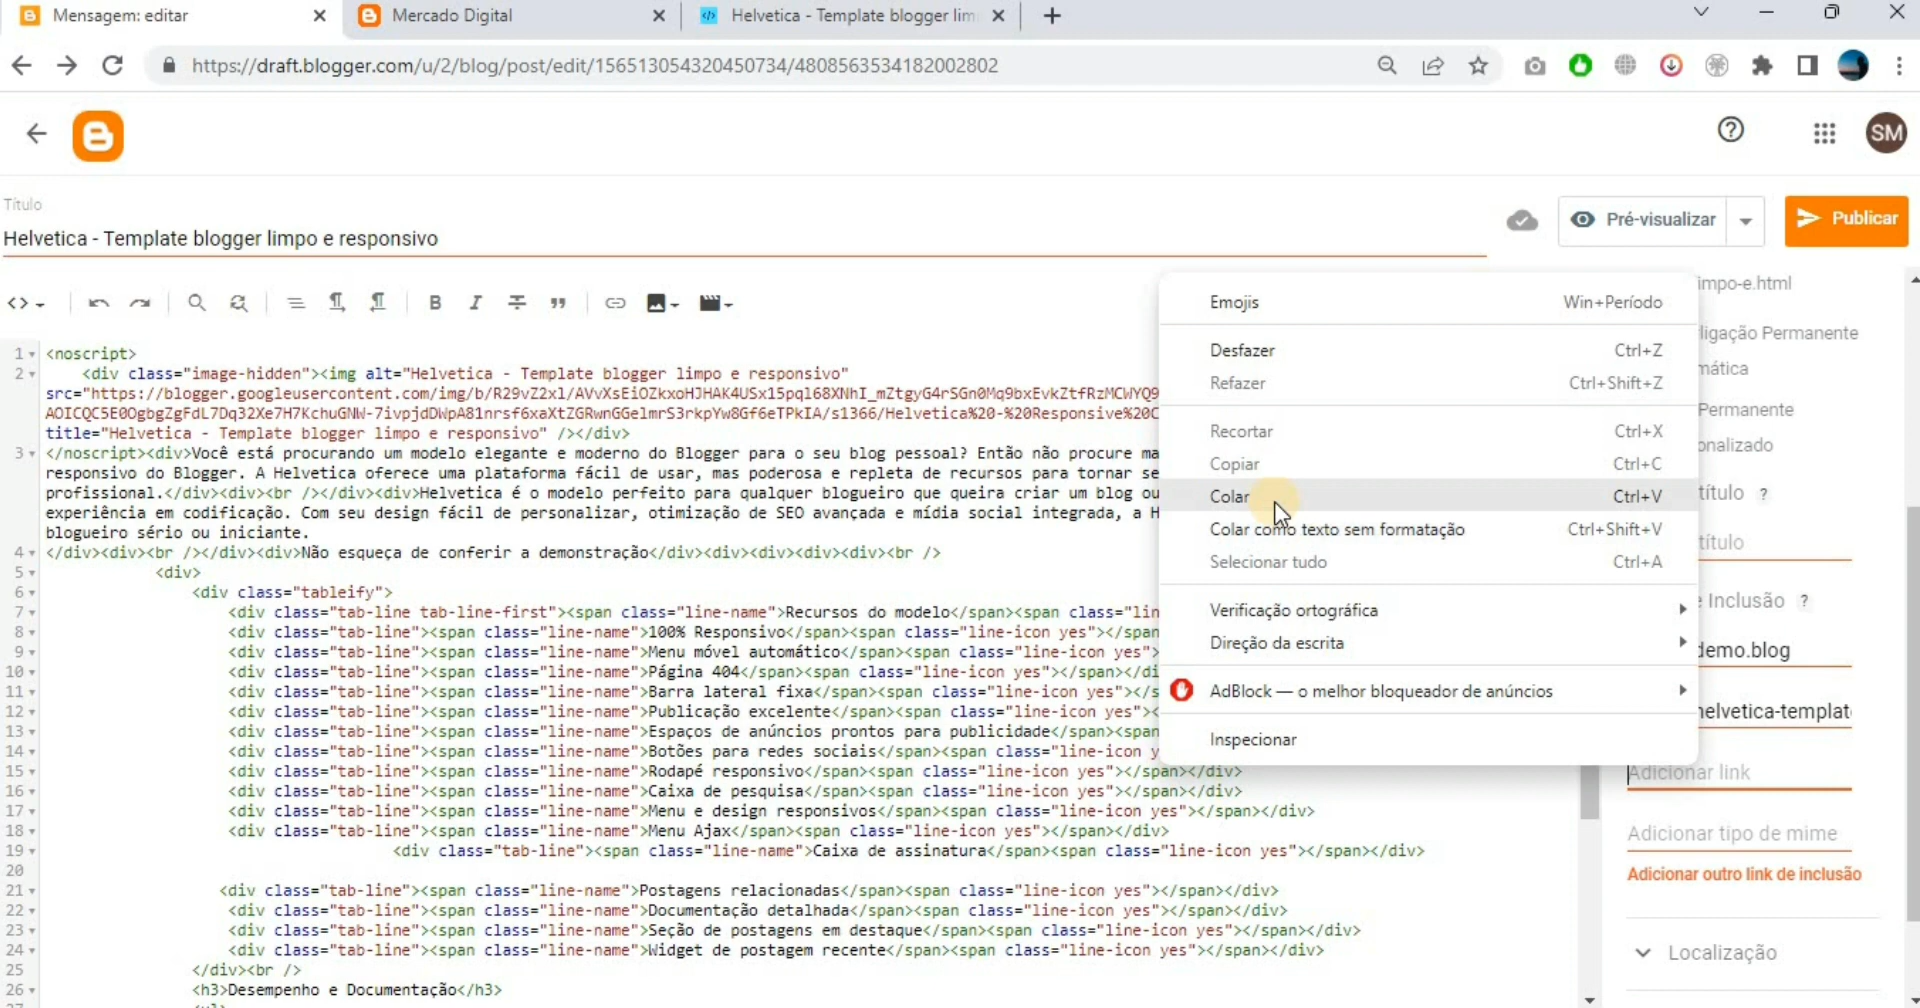 Mensagem: editar
Mercado Digital
Helvetica - Template blogger lim
https://draft.blogger.com/u/2/blog/post/edit/156513054320450734/4808563534182002802
SM
Título
Helvetica - Template blogger limpo e responsivo
Pré-visualizar
Publicar
1 <noscript>
2 <div class="image-hidden"><img alt="Helvetica - Template blogger limpo e responsivo"
title="Helvetica - Template blogger limpo e responsivo" /></div>
3 </noscript><div>Você está procurando um modelo elegante e moderno do Blogger para o seu blog pessoal? Então não procure ma
responsivo do Blogger. A Helvetica oferece uma plataforma fácil de usar, mas poderosa e repleta de recursos para tornar se
profissional.</div><div><br /></div><div>Helvetica é o modelo perfeito para qualquer blogueiro que queira criar um blog ou
experiência em codificação. Com seu design fácil de personalizar, otimização de SEO avançada e mídia social integrada, a H
blogueiro sério ou iniciante.
4 </div><div><br /></div><div>Não esqueça de conferir a demonstração</div><div><div><div><div><br />
5 <div>
6 <div class="tableify">
7 <div class="tab-line tab-line-first"><span class="line-name">Recursos do modelo</span><span class="lin
8 <div class="tab-line"><span class="line-name">100% Responsivo</span><span class="line-icon yes"></span
9 <div class="tab-line"><span class="line-name">Menu móvel automático</span><span class="line-icon yes">
10 <div class="tab-line"><span class="line-name">Página 404</span><span class="line-icon yes"></span></di
11 <div class="tab-line"><span class="line-name">Barra lateral fixa</span><span class="line-icon yes"></s
12 <div class="tab-line"><span class="line-name">Publicação excelente</span><span class="line-icon yes"><
13 <div class="tab-line"><span class="line-name">Espaços de anúncios prontos para publicidade</span><span
14 <div class="tab-line"><span class="line-name">Botões para redes sociais</span><span class="line-icon y
15 <div class="tab-line"><span class="line-name">Rodapé responsivo</span><span class="line-icon yes"></span></div>
16 <div class="tab-line"><span class="line-name">Caixa de pesquisa</span><span class="line-icon yes"></span></div>
17 <div class="tab-line"><span class="line-name">Menu e design responsivos</span><span class="line-icon yes"></span></div>
18 <div class="tab-line"><span class="line-name">Menu Ajax</span><span class="line-icon yes"></span></div>
19 <div class="tab-line"><span class="line-name">Caixa de assinatura</span><span class="line-icon yes"></span></div>
20
21 <div class="tab-line"><span class="line-name">Postagens relacionadas</span><span class="line-icon yes"></span></div>
22 <div class="tab-line"><span class="line-name">Documentação detalhada</span><span class="line-icon yes"></span></div>
23 <div class="tab-line"><span class="line-name">Seção de postagens em destaque</span><span class="line-icon yes"></span></div>
24 <div class="tab-line"><span class="line-name">Widget de postagem recente</span><span class="line-icon yes"></span></div>
25 </div><br />
26 <h3>Desempenho e Documentação</h3>
Emojis Win+Período
Desfazer Ctrl+Z
Refazer Ctrl+Shift+Z
Recortar Ctrl+X
Copiar Ctrl+C
Colar Ctrl+V
Colar como texto sem formatação Ctrl+Shift+V
Selecionar tudo Ctrl+A
Verificação ortográfica
Direção da escrita
AdBlock — o melhor bloqueador de anúncios
Inspecionar
impo-e.html
ligação Permanente
mática
Permanente
onalizado
título ?
título
e Inclusão ?
demo.blog
helvetica-templat
Adicionar link
Adicionar tipo de mime
Adicionar outro link de inclusão
Localização